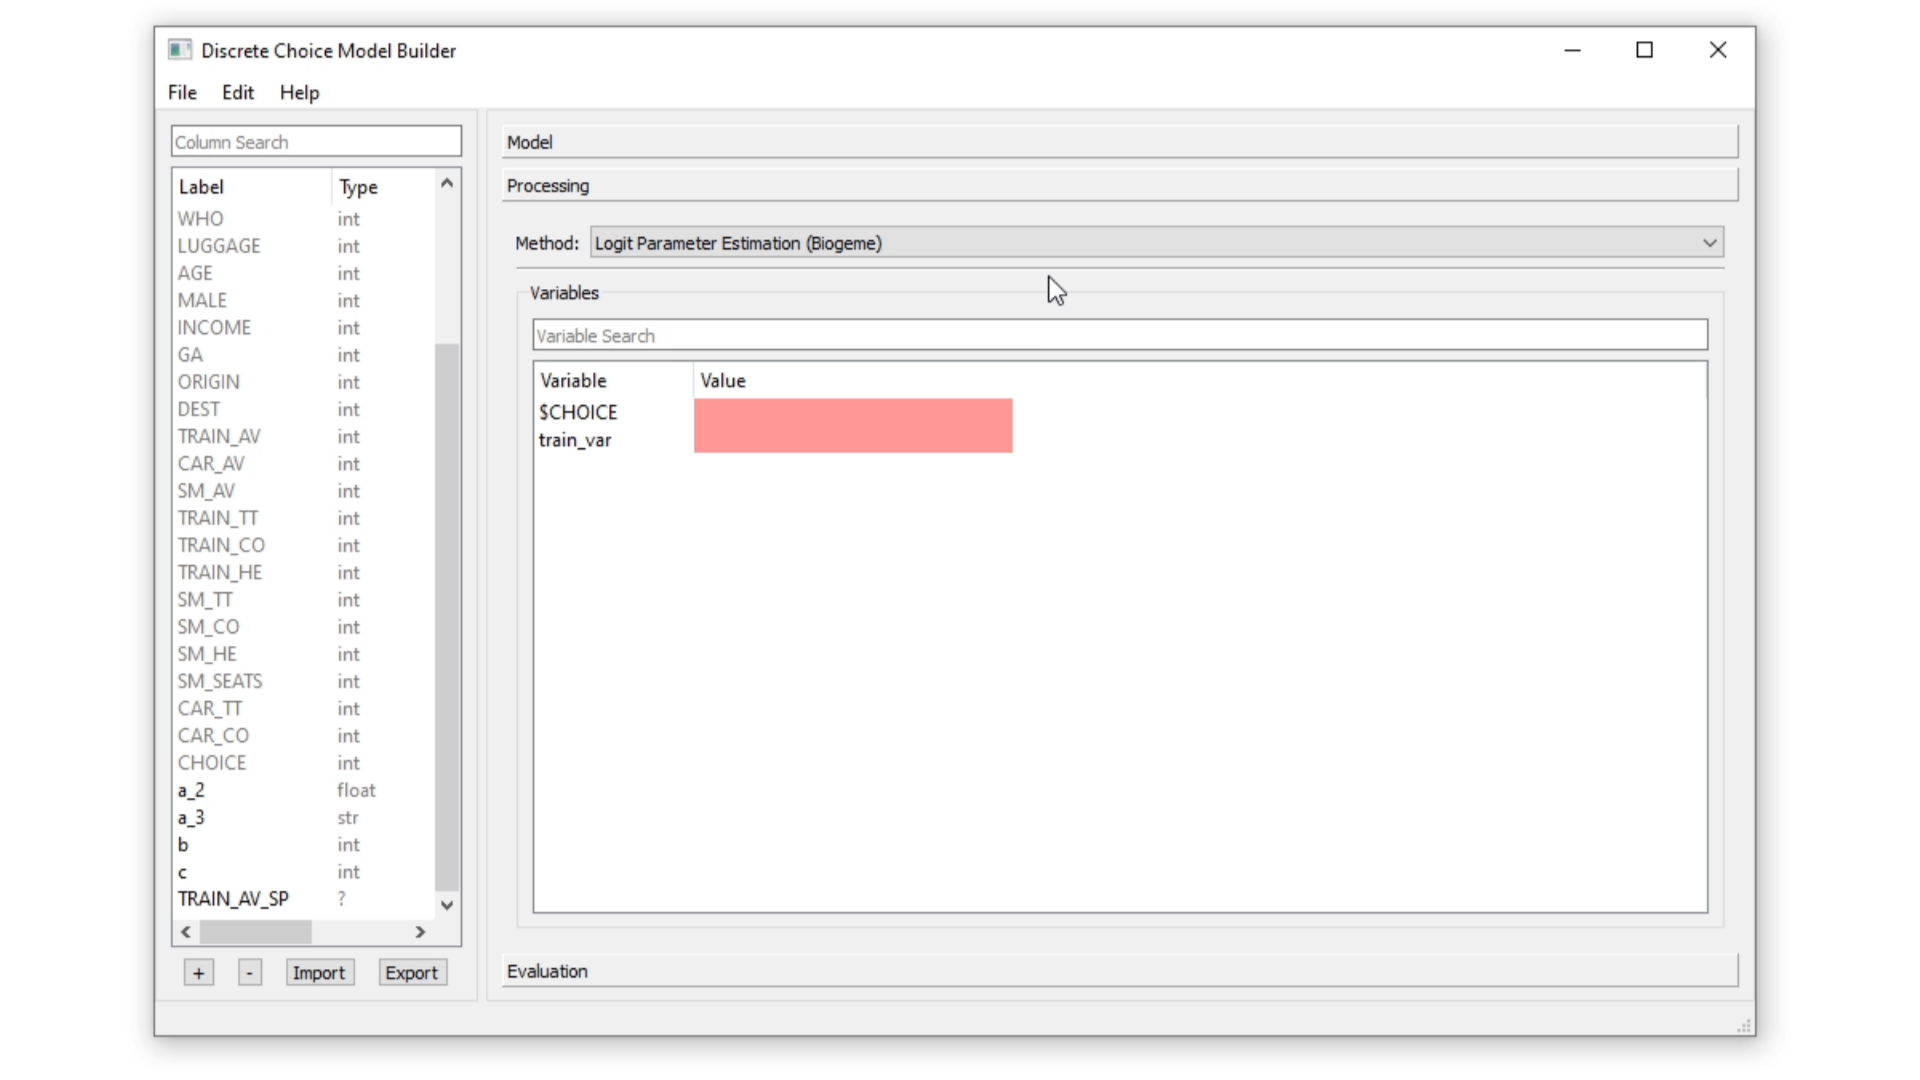 Discrete Choice Model Builder
File Edit Help
Column Search
Label Type
WHO int
LUGGAGE int
AGE int
MALE int
INCOME int
GA int
ORIGIN int
DEST int
TRAIN_AV int
CAR_AV int
SM_AV int
TRAIN_TT int
TRAIN_CO int
TRAIN_HE int
SM_TT int
SM_CO int
SM_HE int
SM_SEATS int
CAR_TT int
CAR_CO int
CHOICE int
a_2 float
a_3 str
b int
c int
TRAIN_AV_SP ?
+ - Import Export
Model
Processing
Method: Logit Parameter Estimation (Biogeme)
Variables
Variable Search
Variable Value
$CHOICE
train_var
Evaluation